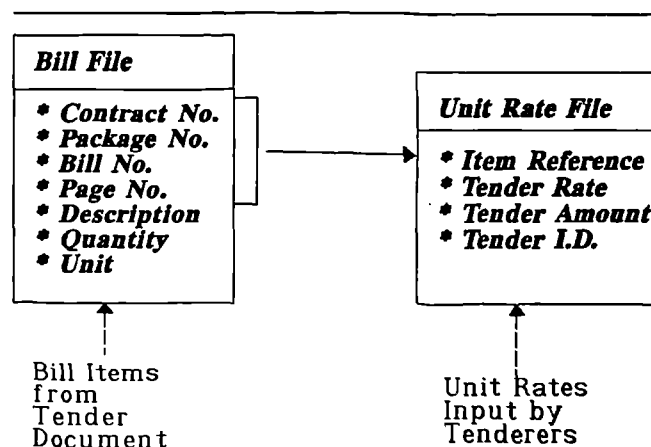 Bill File
* Contract No.
* Package No.
* Bill No.
* Page No.
* Description
* Quantity
* Unit
Unit Rate File
* Item Reference
* Tender Rate
* Tender Amount
* Tender I.D.
Bill Items
from
Tender
Document
Unit Rates
Input by
Tenderers